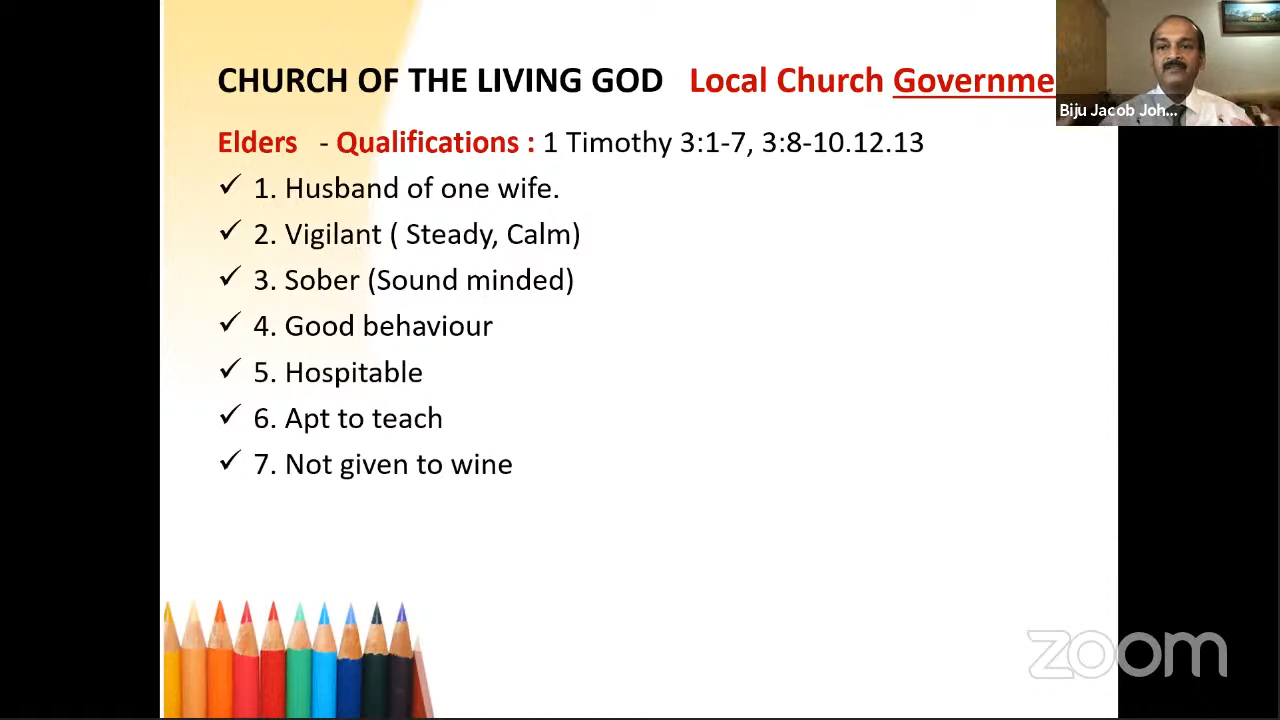 CHURCH OF THE LIVING GOD Local Church Governme
Biju Jacob Joh...
Elders - Qualifications : 1 Timothy 3:1-7, 3:8-10.12.13
✓ 1. Husband of one wife.
✓ 2. Vigilant ( Steady, Calm)
✓ 3. Sober (Sound minded)
✓ 4. Good behaviour
✓ 5. Hospitable
✓ 6. Apt to teach
✓ 7. Not given to wine
zoom